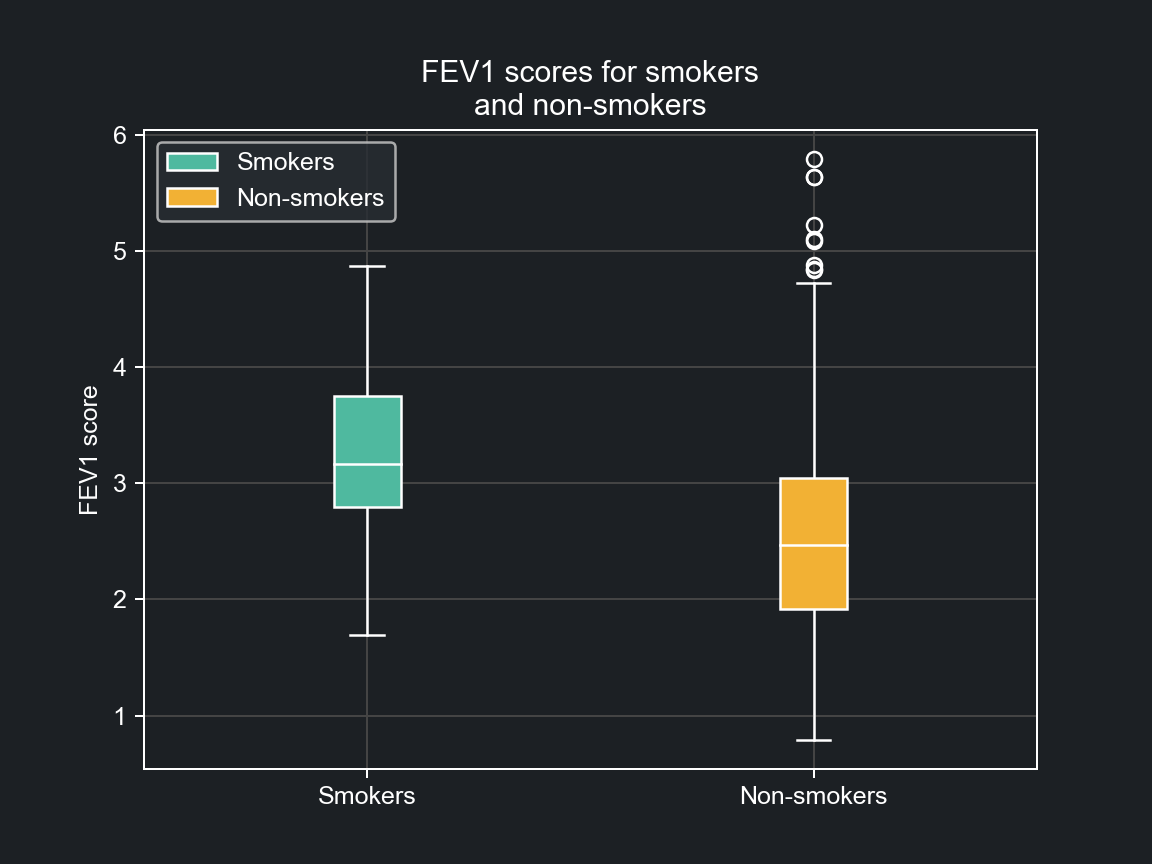 FEV1 scores for smokers
and non-smokers
Smokers
Non-smokers
6
5
4
3
2
1
FEV1 score
Smokers
Non-smokers